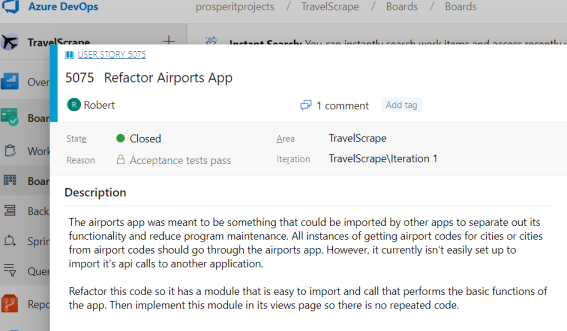 Azure DevOps
prosperitprojects / TravelScrape / Boards / Boards
TravelScrape
Instant Search: You can instantly search work items and access recently
USER STORY 5075
5075 Refactor Airports App
R Robert
1 comment
Add tag
State Closed
Area TravelScrape
Reason Acceptance tests pass
Iteration TravelScrape\Iteration 1
Description
The airports app was meant to be something that could be imported by other apps to separate out its
functionality and reduce program maintenance. All instances of getting airport codes for cities or cities
from airport codes should go through the airports app. However, it currently isn't easily set up to
import it's api calls to another application.
Refactor this code so it has a module that is easy to import and call that performs the basic functions of
the app. Then implement this module in its views page so there is no repeated code.
Over
Boar
Work
Boar
Back
Sprin
Quer
Repo